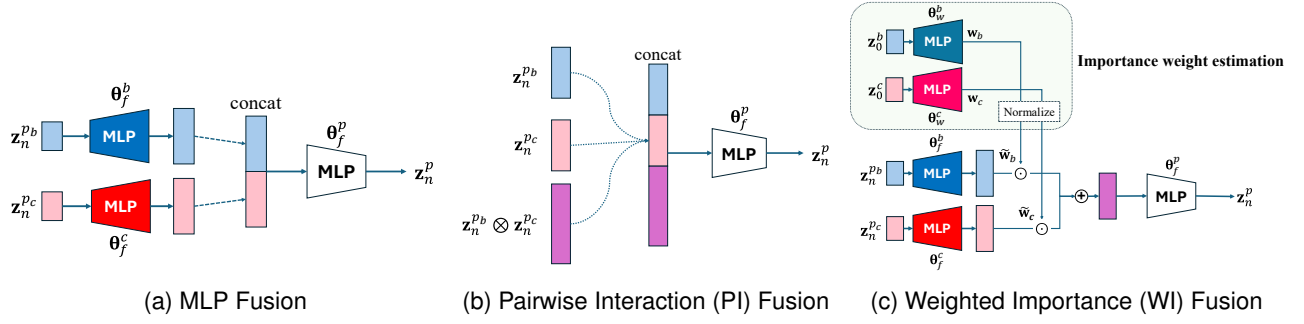 θ_f^b
z_n^{p_b}
MLP
concat
θ_f^p
MLP
z_n^p
z_n^{p_c}
MLP
θ_f^c
(a) MLP Fusion
concat
z_n^{p_b}
θ_f^p
z_n^{p_c}
MLP
z_n^p
z_n^{p_b} ⊗ z_n^{p_c}
(b) Pairwise Interaction (PI) Fusion
θ_w^b
z_0^b
MLP
w_b
Importance weight estimation
z_0^c
MLP
w_c
θ_w^c
Normalize
θ_f^b
w̃_b
z_n^{p_b}
MLP
⊙
θ_f^p
⊕
MLP
z_n^p
w̃_c
z_n^{p_c}
MLP
⊙
θ_f^c
(c) Weighted Importance (WI) Fusion